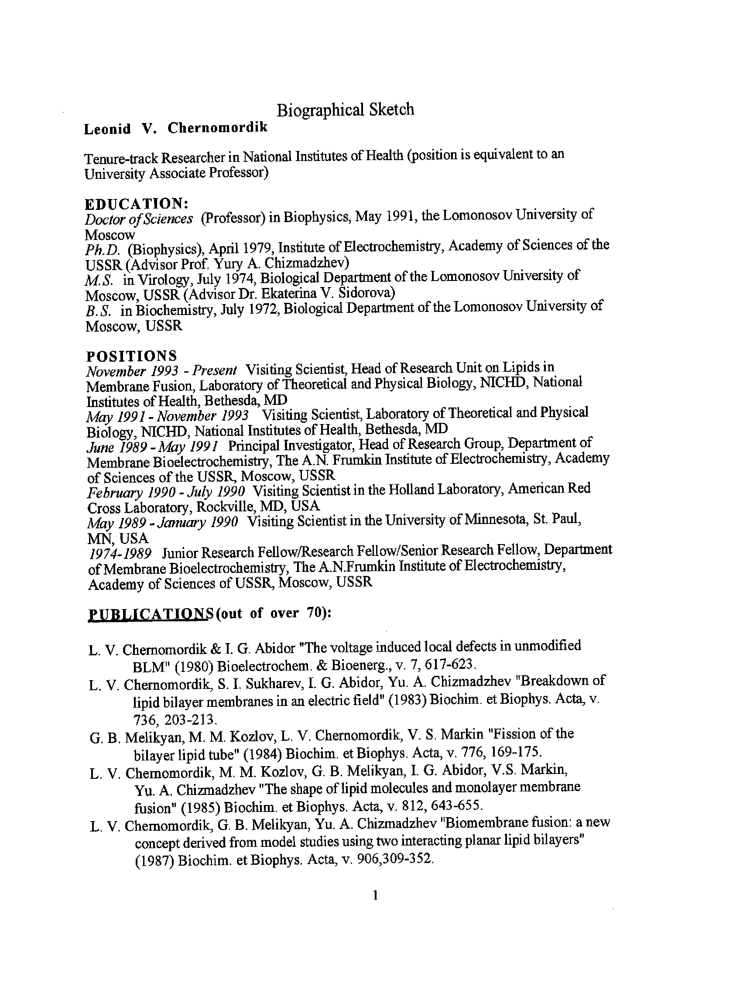 Biographical Sketch
Leonid V. Chernomordik
Tenure-track Researcher in National Institutes of Health (position is equivalent to an
University Associate Professor)
EDUCATION:
Doctor of Sciences (Professor) in Biophysics, May 1991, the Lomonosov University of
Moscow
Ph.D. (Biophysics), April 1979, Institute of Electrochemistry, Academy of Sciences of the
USSR (Advisor Prof. Yury A. Chizmadzhev)
M.S. in Virology, July 1974, Biological Department of the Lomonosov University of
Moscow, USSR (Advisor Dr. Ekaterina V. Sidorova)
B.S. in Biochemistry, July 1972, Biological Department of the Lomonosov University of
Moscow, USSR
POSITIONS
November 1993 - Present Visiting Scientist, Head of Research Unit on Lipids in
Membrane Fusion, Laboratory of Theoretical and Physical Biology, NICHD, National
Institutes of Health, Bethesda, MD
May 1991 - November 1993 Visiting Scientist, Laboratory of Theoretical and Physical
Biology, NICHD, National Institutes of Health, Bethesda, MD
June 1989 - May 1991 Principal Investigator, Head of Research Group, Department of
Membrane Bioelectrochemistry, The A.N. Frumkin Institute of Electrochemistry, Academy
of Sciences of the USSR, Moscow, USSR
February 1990 - July 1990 Visiting Scientist in the Holland Laboratory, American Red
Cross Laboratory, Rockville, MD, USA
May 1989 - January 1990 Visiting Scientist in the University of Minnesota, St. Paul,
MN, USA
1974-1989 Junior Research Fellow/Research Fellow/Senior Research Fellow, Department
of Membrane Bioelectrochemistry, The A.N.Frumkin Institute of Electrochemistry,
Academy of Sciences of USSR, Moscow, USSR
PUBLICATIONS(out of over 70):
L. V. Chernomordik & I. G. Abidor "The voltage induced local defects in unmodified
BLM" (1980) Bioelectrochem. & Bioenerg., v. 7, 617-623.
L. V. Chernomordik, S. I. Sukharev, I. G. Abidor, Yu. A. Chizmadzhev "Breakdown of
lipid bilayer membranes in an electric field" (1983) Biochim. et Biophys. Acta, v.
736, 203-213.
G. B. Melikyan, M. M. Kozlov, L. V. Chernomordik, V. S. Markin "Fission of the
bilayer lipid tube" (1984) Biochim. et Biophys. Acta, v. 776, 169-175.
L. V. Chernomordik, M. M. Kozlov, G. B. Melikyan, I. G. Abidor, V.S. Markin,
Yu. A. Chizmadzhev "The shape of lipid molecules and monolayer membrane
fusion" (1985) Biochim. et Biophys. Acta, v. 812, 643-655.
L. V. Chernomordik, G. B. Melikyan, Yu. A. Chizmadzhev "Biomembrane fusion: a new
concept derived from model studies using two interacting planar lipid bilayers"
(1987) Biochim. et Biophys. Acta, v. 906,309-352.
1